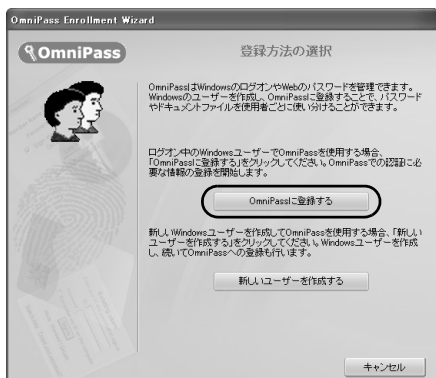 OmniPass Enrollment Wizard
OmniPass
登録方法の選択
OmniPassはWindowsのログオンやWebのパスワードを管理できます。
Windowsのユーザーを作成し、OmniPassに登録することで、パスワード
やドキュメントファイルを使用者ごとに使い分けることができます。
ログオン中のWindowsユーザーでOmniPassを使用する場合、
「OmniPassに登録する」をクリックしてください。OmniPassでの認証に必
要な情報の登録を開始します。
OmniPassに登録する
新しいWindowsユーザーを作成してOmniPassを使用する場合、「新しい
ユーザーを作成する」をクリックしてください。Windowsユーザーを作成
し、続いてOmniPassへの登録も行います。
新しいユーザーを作成する
キャンセル